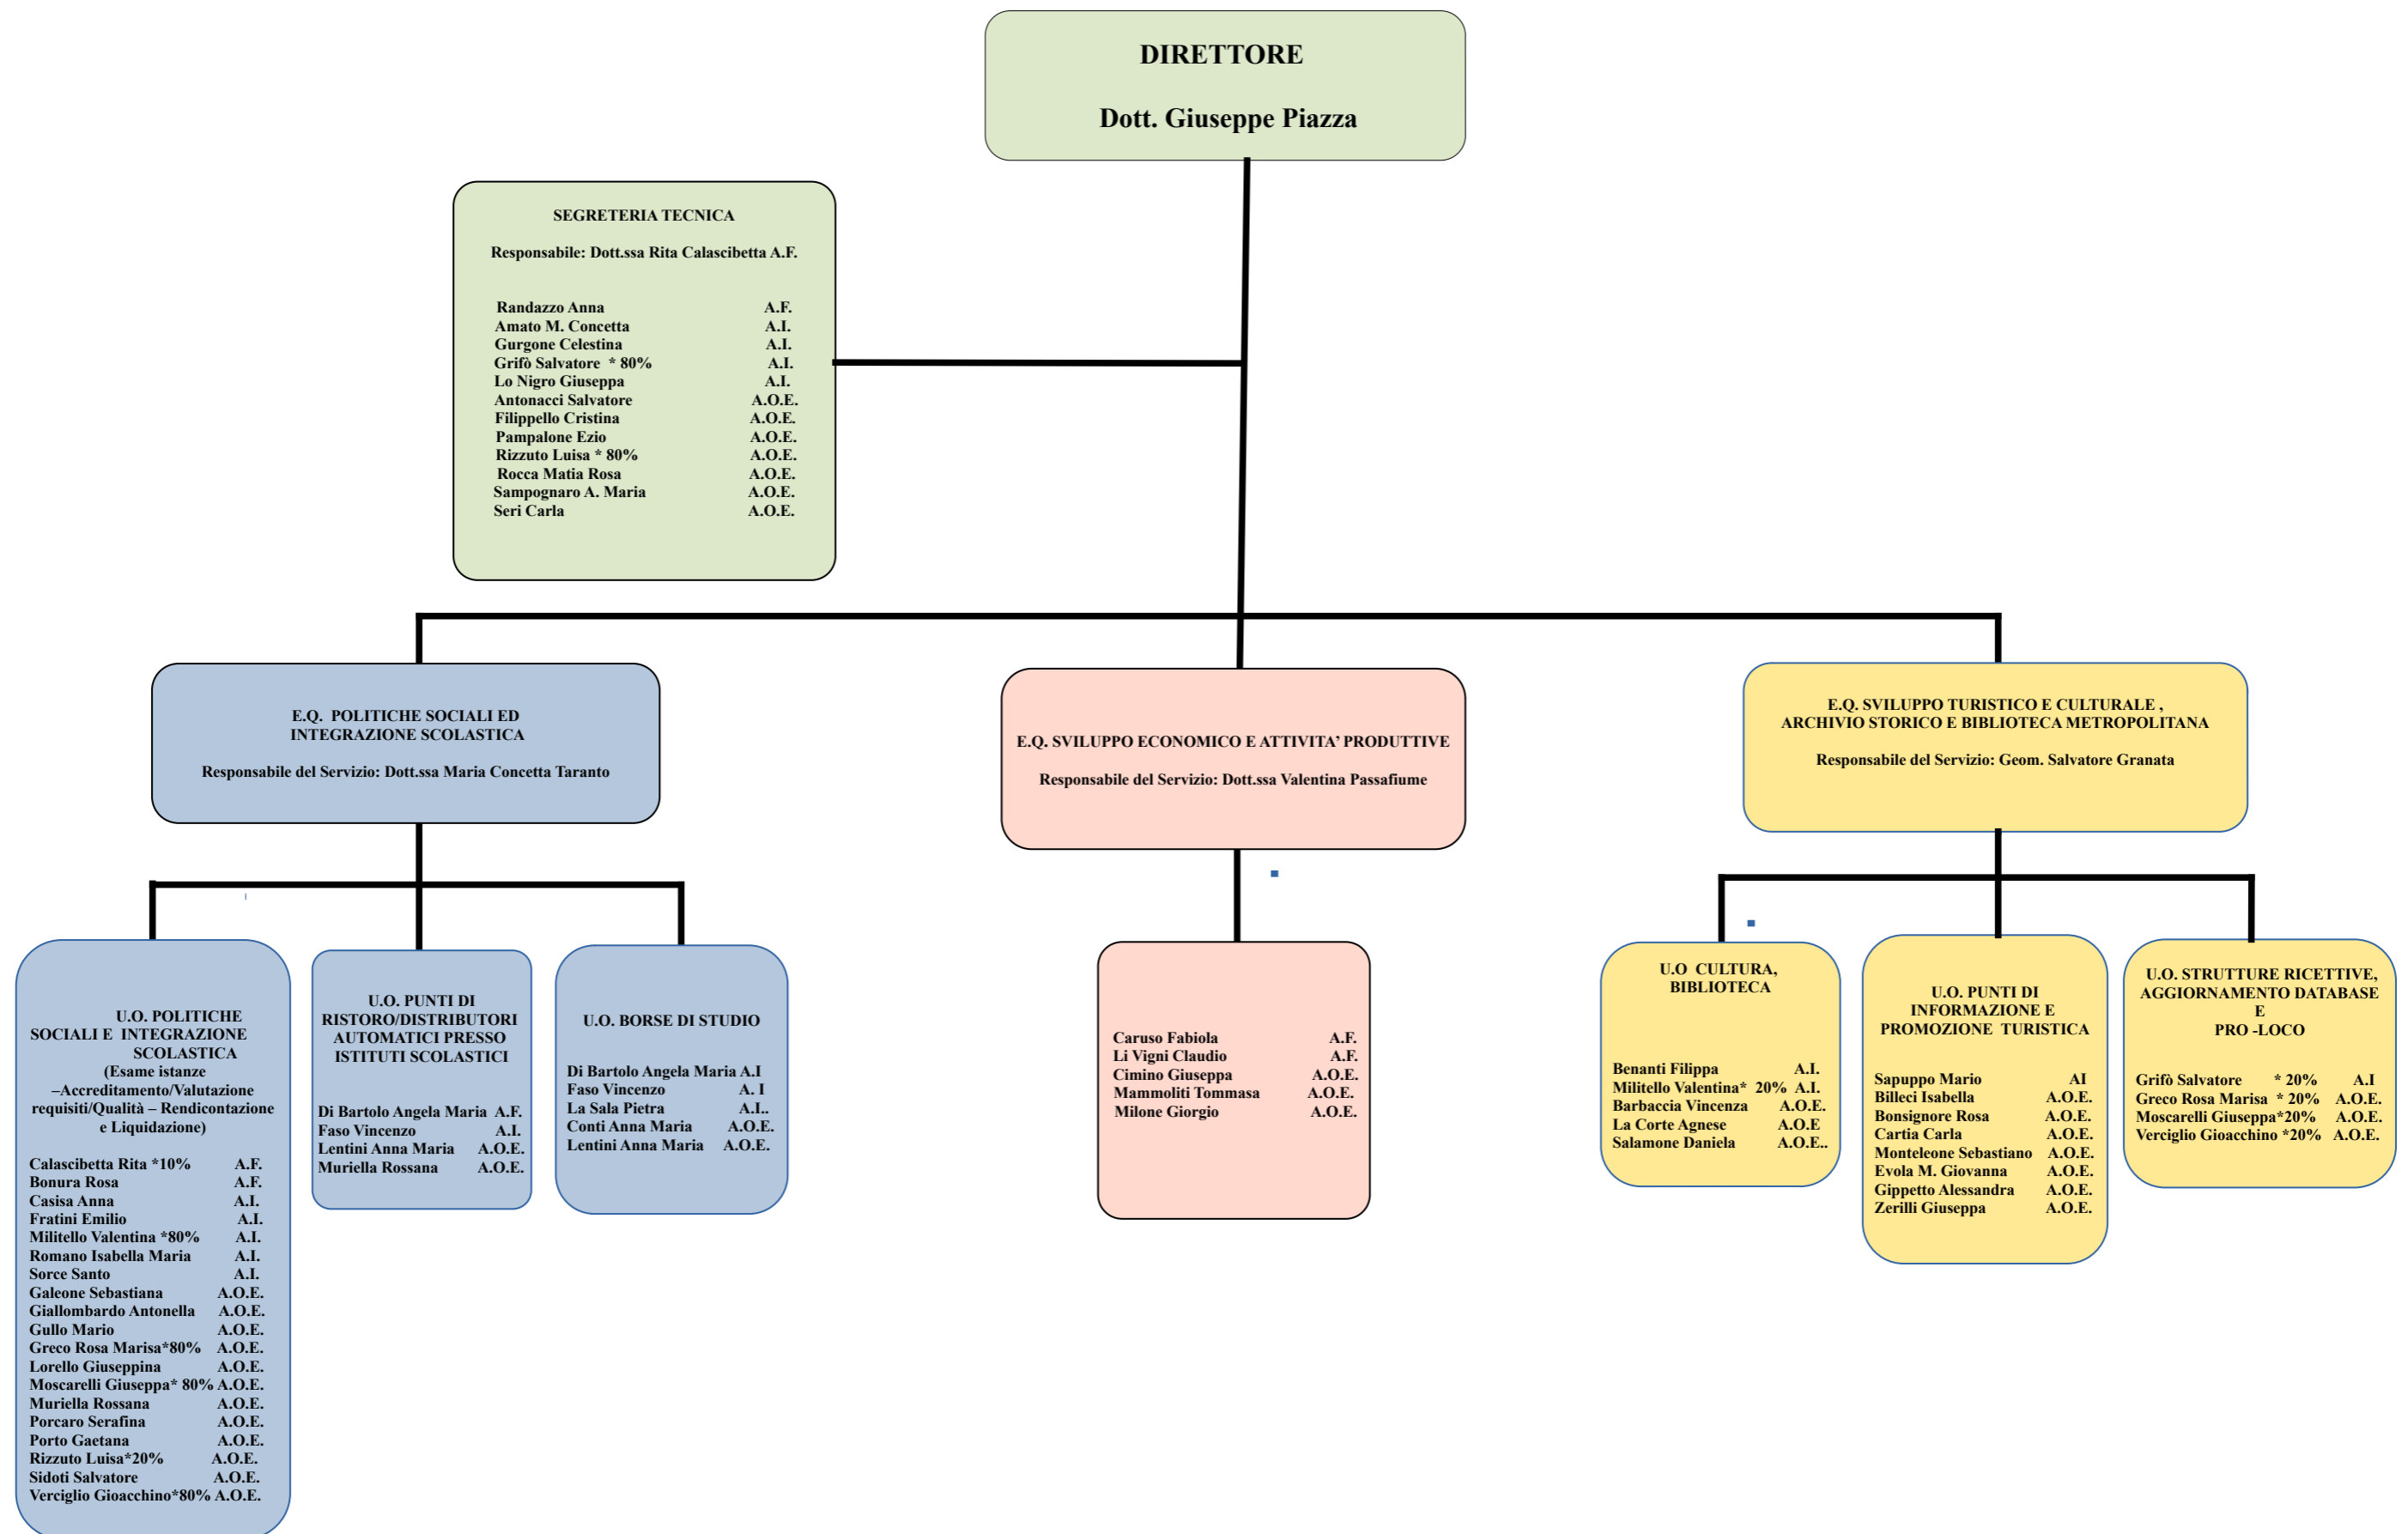 DIRETTORE
Dott. Giuseppe Piazza
SEGRETERIA TECNICA
Responsabile: Dott.ssa Rita Calascibetta A.F.
Randazzo Anna A.F.
Amato M. Concetta A.I.
Gurgone Celestina A.I.
Grifò Salvatore * 80% A.I.
Lo Nigro Giuseppa A.I.
Antonacci Salvatore A.O.E.
Filippello Cristina A.O.E.
Pampalone Ezio A.O.E.
Rizzuto Luisa * 80% A.O.E.
Rocca Matia Rosa A.O.E.
Sampognaro A. Maria A.O.E.
Seri Carla A.O.E.
E.Q. POLITICHE SOCIALI ED
INTEGRAZIONE SCOLASTICA
Responsabile del Servizio: Dott.ssa Maria Concetta Taranto
E.Q. SVILUPPO ECONOMICO E ATTIVITA’ PRODUTTIVE
Responsabile del Servizio: Dott.ssa Valentina Passafiume
E.Q. SVILUPPO TURISTICO E CULTURALE ,
ARCHIVIO STORICO E BIBLIOTECA METROPOLITANA
Responsabile del Servizio: Geom. Salvatore Granata
U.O. POLITICHE
SOCIALI E INTEGRAZIONE
SCOLASTICA
(Esame istanze
–Accreditamento/Valutazione
requisiti/Qualità – Rendicontazione
e Liquidazione)
Calascibetta Rita *10% A.F.
Bonura Rosa A.F.
Casisa Anna A.I.
Fratini Emilio A.I.
Militello Valentina *80% A.I.
Romano Isabella Maria A.I.
Sorce Santo A.I.
Galeone Sebastiana A.O.E.
Giallombardo Antonella A.O.E.
Gullo Mario A.O.E.
Greco Rosa Marisa*80% A.O.E.
Lorello Giuseppina A.O.E.
Moscarelli Giuseppa* 80% A.O.E.
Muriella Rossana A.O.E.
Porcaro Serafina A.O.E.
Porto Gaetana A.O.E.
Rizzuto Luisa*20% A.O.E.
Sidoti Salvatore A.O.E.
Verciglio Gioacchino*80% A.O.E.
U.O. PUNTI DI
RISTORO/DISTRIBUTORI
AUTOMATICI PRESSO
ISTITUTI SCOLASTICI
Di Bartolo Angela Maria A.F.
Faso Vincenzo A.I.
Lentini Anna Maria A.O.E.
Muriella Rossana A.O.E.
U.O. BORSE DI STUDIO
Di Bartolo Angela Maria A.I
Faso Vincenzo A. I
La Sala Pietra A.I..
Conti Anna Maria A.O.E.
Lentini Anna Maria A.O.E.
Caruso Fabiola A.F.
Li Vigni Claudio A.F.
Cimino Giuseppa A.O.E.
Mammoliti Tommasa A.O.E.
Milone Giorgio A.O.E.
U.O CULTURA,
BIBLIOTECA
Benanti Filippa A.I.
Militello Valentina* 20% A.I.
Barbaccia Vincenza A.O.E.
La Corte Agnese A.O.E
Salamone Daniela A.O.E..
U.O. PUNTI DI
INFORMAZIONE E
PROMOZIONE TURISTICA
Sapuppo Mario AI
Billeci Isabella A.O.E.
Bonsignore Rosa A.O.E.
Cartia Carla A.O.E.
Monteleone Sebastiano A.O.E.
Evola M. Giovanna A.O.E.
Gippetto Alessandra A.O.E.
Zerilli Giuseppa A.O.E.
U.O. STRUTTURE RICETTIVE,
AGGIORNAMENTO DATABASE
E
PRO -LOCO
Grifò Salvatore * 20% A.I
Greco Rosa Marisa * 20% A.O.E.
Moscarelli Giuseppa*20% A.O.E.
Verciglio Gioacchino *20% A.O.E.